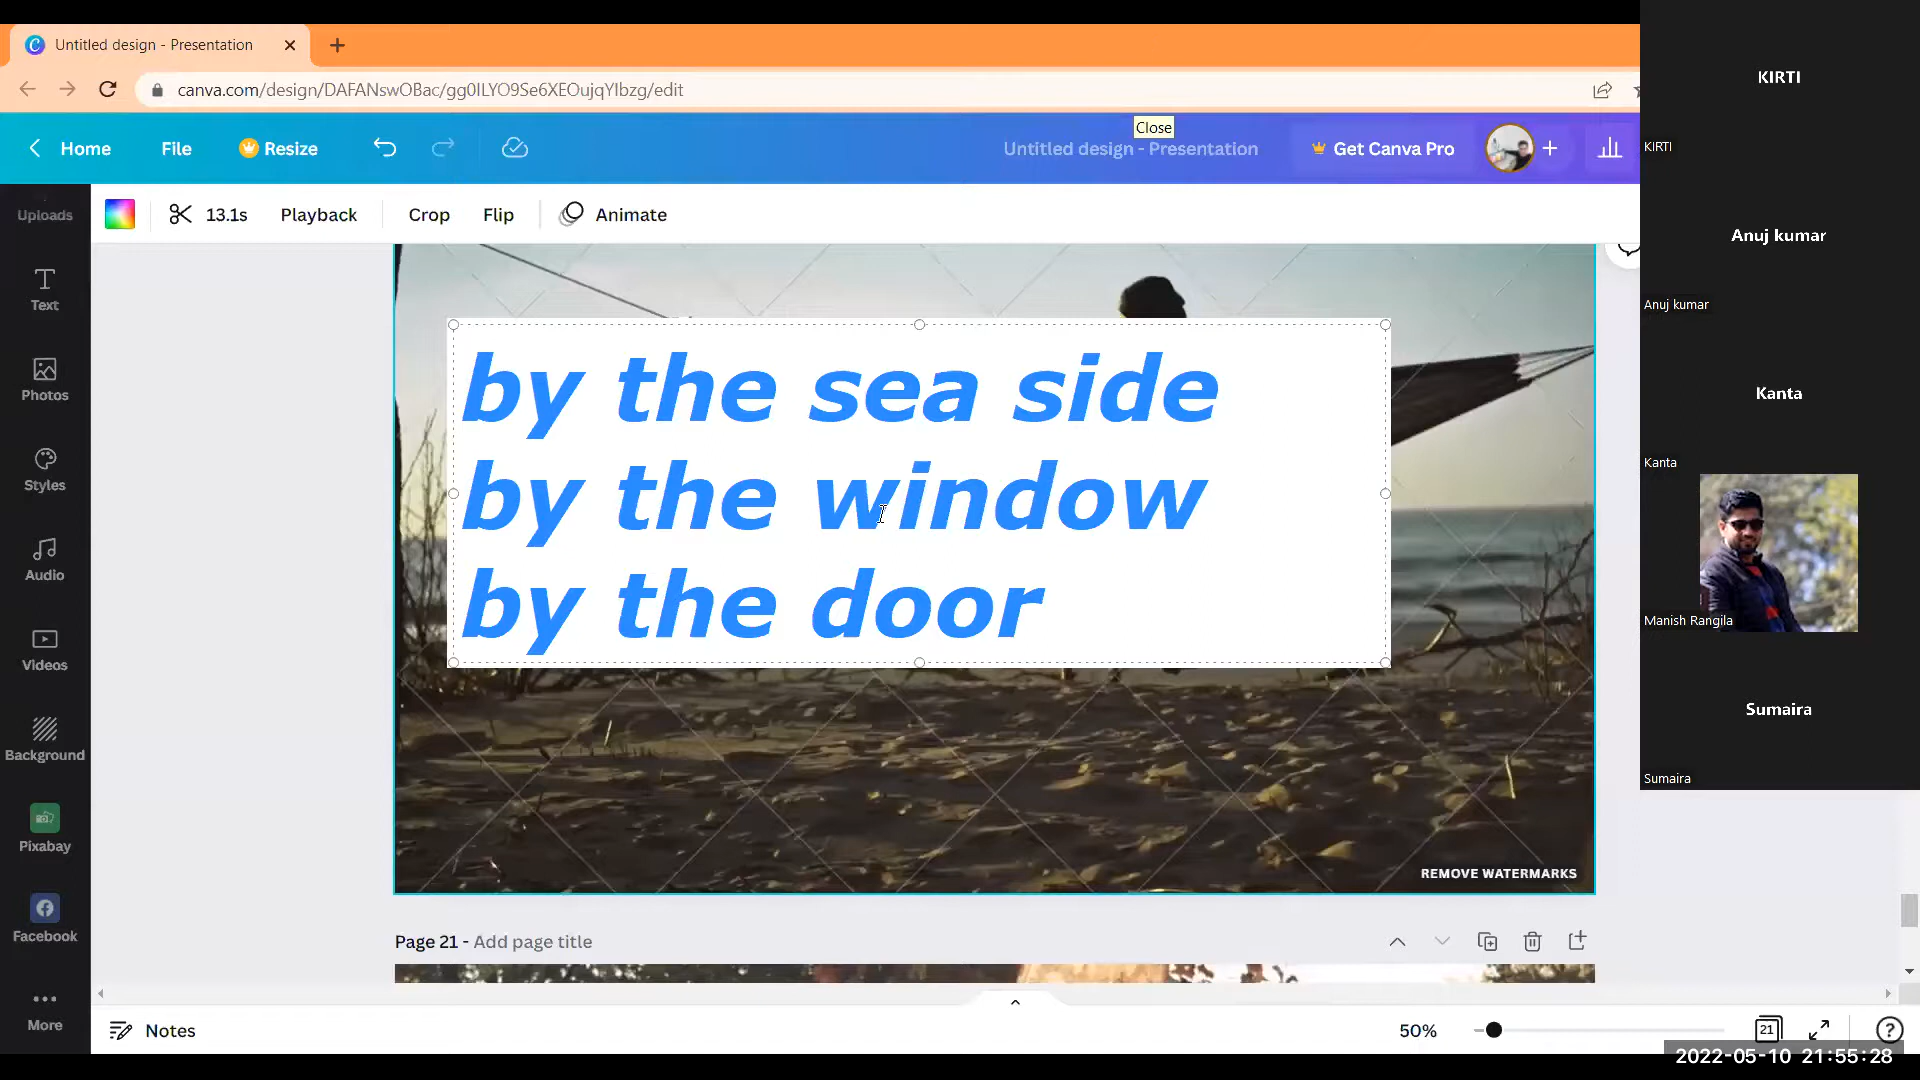 Untitled design - Presentation
canva.com/design/DAFANswOBac/gg0ILYO9Se6XEOujqYIbzg/edit
Close
Home
File
Resize
Untitled design - Presentation
Get Canva Pro
13.1s
Playback
Crop
Flip
Animate
Uploads
Text
Photos
Styles
Audio
Videos
Background
Pixabay
Facebook
More
by the sea side
by the window
by the door
REMOVE WATERMARKS
Page 21 - Add page title
Notes
50%
21
KIRTI
KIRTI
Anuj kumar
Anuj kumar
Kanta
Kanta
Manish Rangila
Sumaira
Sumaira
2022-05-10 21:55:28